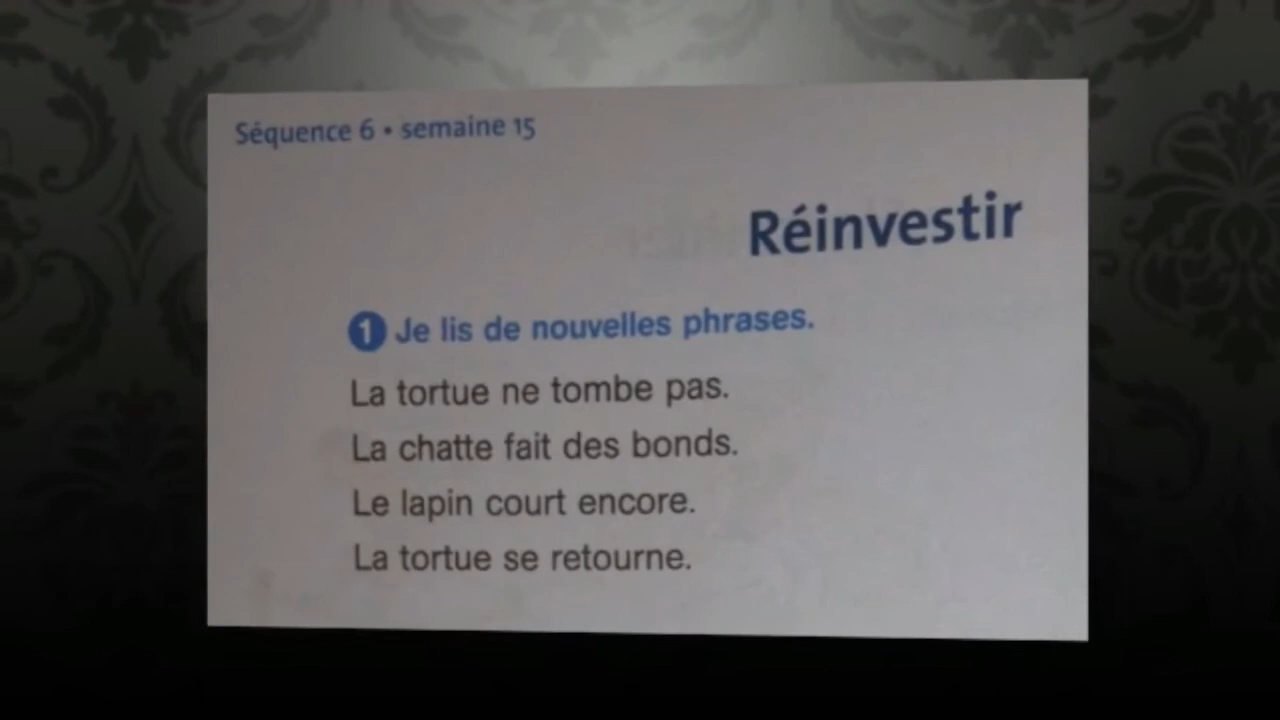 Séquence 6 • semaine 15
Réinvestir
1 Je lis de nouvelles phrases.
La tortue ne tombe pas.
La chatte fait des bonds.
Le lapin court encore.
La tortue se retourne.